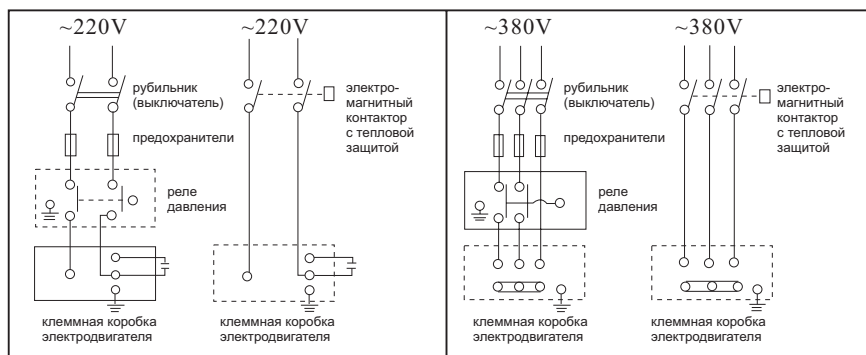 ~220V
~220V
рубильник
(выключатель)
предохранители
реле
давления
клеммная коробка
электродвигателя
электро-
магнитный
контактор
с тепловой
защитой
клеммная коробка
электродвигателя
~380V
~380V
рубильник
(выключатель)
предохранители
реле
давления
клеммная коробка
электродвигателя
электро-
магнитный
контактор
с тепловой
защитой
клеммная коробка
электродвигателя